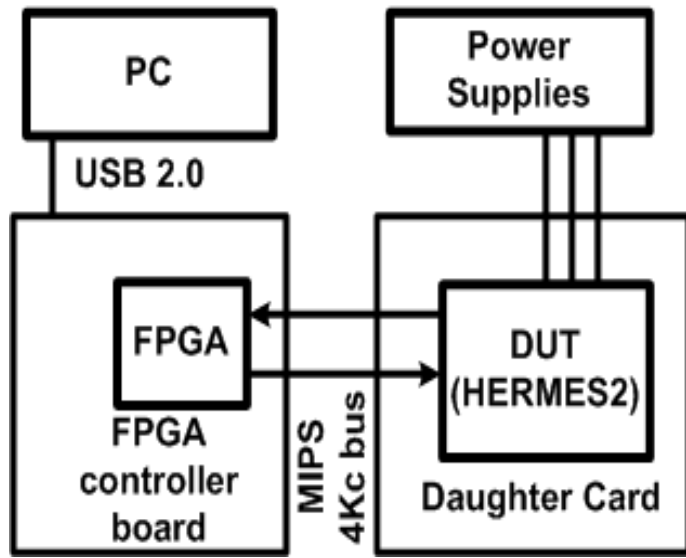 PC
Power
Supplies
USB 2.0
FPGA
DUT
(HERMES2)
FPGA
controller
board
MIPS
4Kc bus
Daughter Card